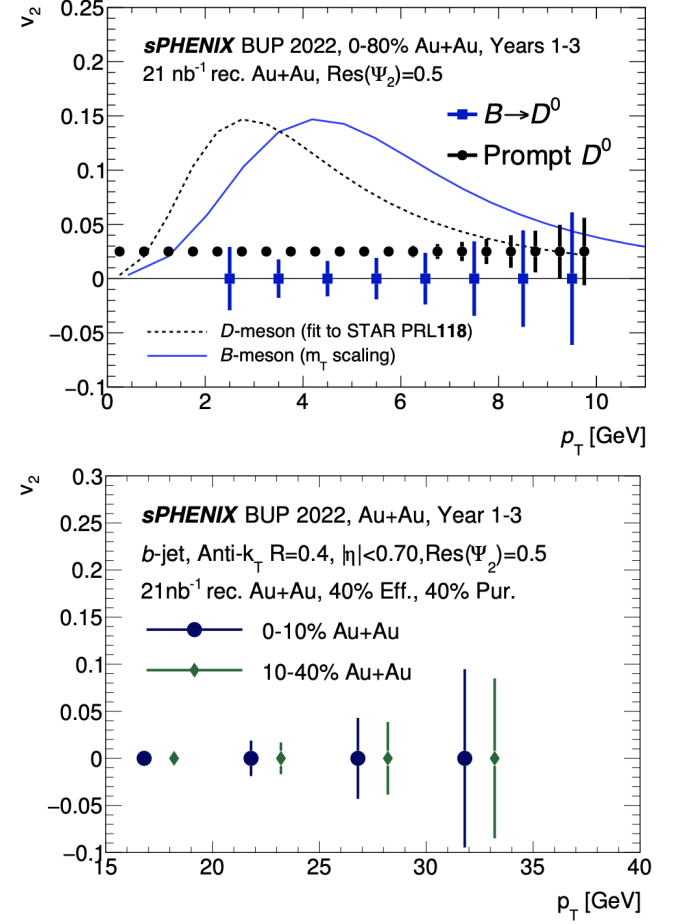 v₂
0.25
sPHENIX BUP 2022, 0-80% Au+Au, Years 1-3
0.2
21 nb⁻¹ rec. Au+Au, Res(Ψ₂)=0.5
0.15
B→D⁰
0.1
Prompt D⁰
0.05
0
−0.05
D-meson (fit to STAR PRL118)
B-meson (m_T scaling)
−0.1
0 2 4 6 8 10
p_T [GeV]
v₂
0.3
sPHENIX BUP 2022, Au+Au, Year 1-3
0.25
b-jet, Anti-k_T R=0.4, |η|<0.70,Res(Ψ₂)=0.5
0.2
21nb⁻¹ rec. Au+Au, 40% Eff., 40% Pur.
0.15
0-10% Au+Au
0.1
10-40% Au+Au
0.05
0
−0.05
−0.1
15 20 25 30 35 40
p_T [GeV]